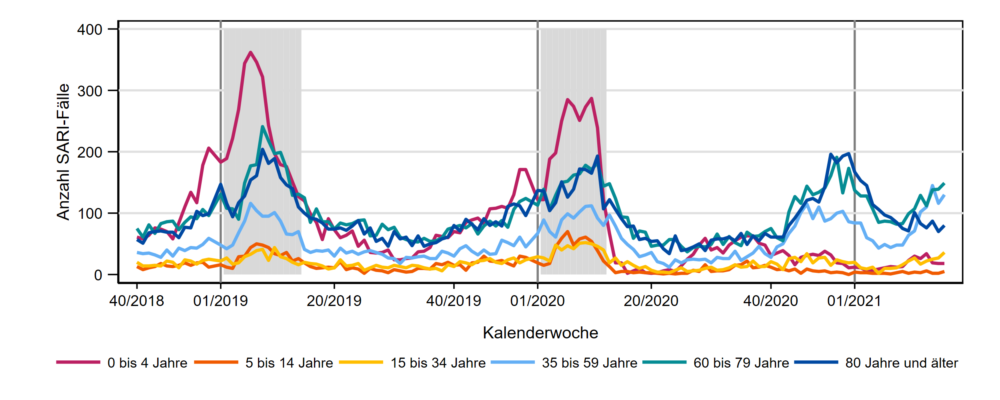 400
300
200
100
0
Anzahl SARI-Fälle
40/2018 01/2019 20/2019 40/2019 01/2020 20/2020 40/2020 01/2021
Kalenderwoche
0 bis 4 Jahre 5 bis 14 Jahre 15 bis 34 Jahre 35 bis 59 Jahre 60 bis 79 Jahre 80 Jahre und älter